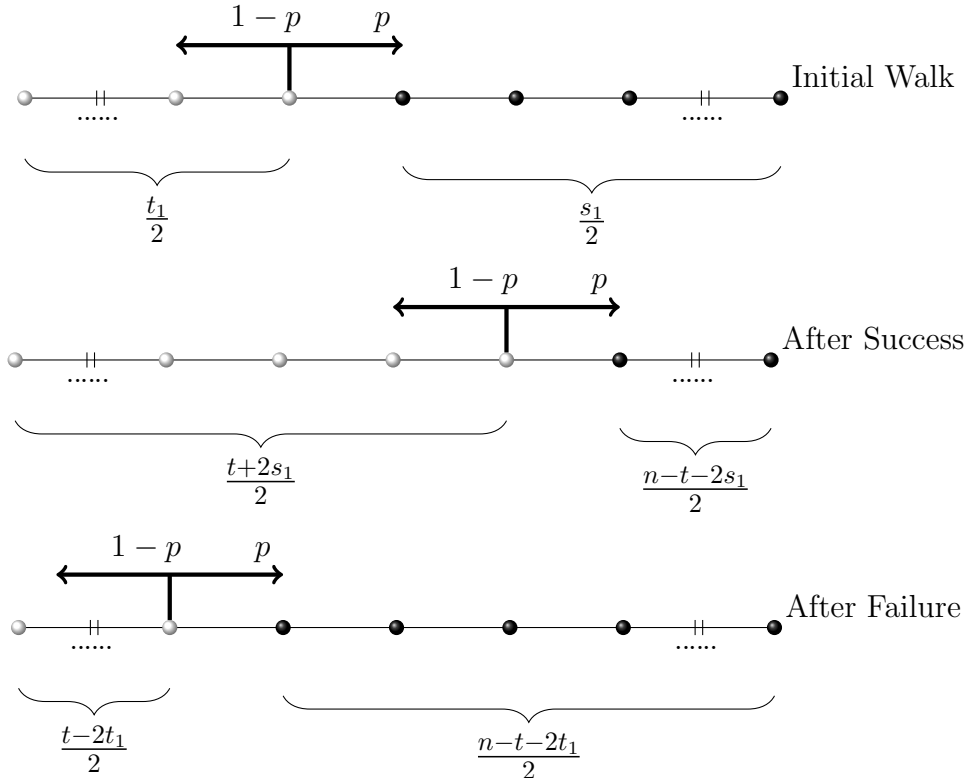 1 − p p
Initial Walk
......  ......
t₁/2  s₁/2
1 − p p
After Success
......  ......
t+2s₁/2  n−t−2s₁/2
1 − p p
After Failure
......  ......
t−2t₁/2  n−t−2t₁/2